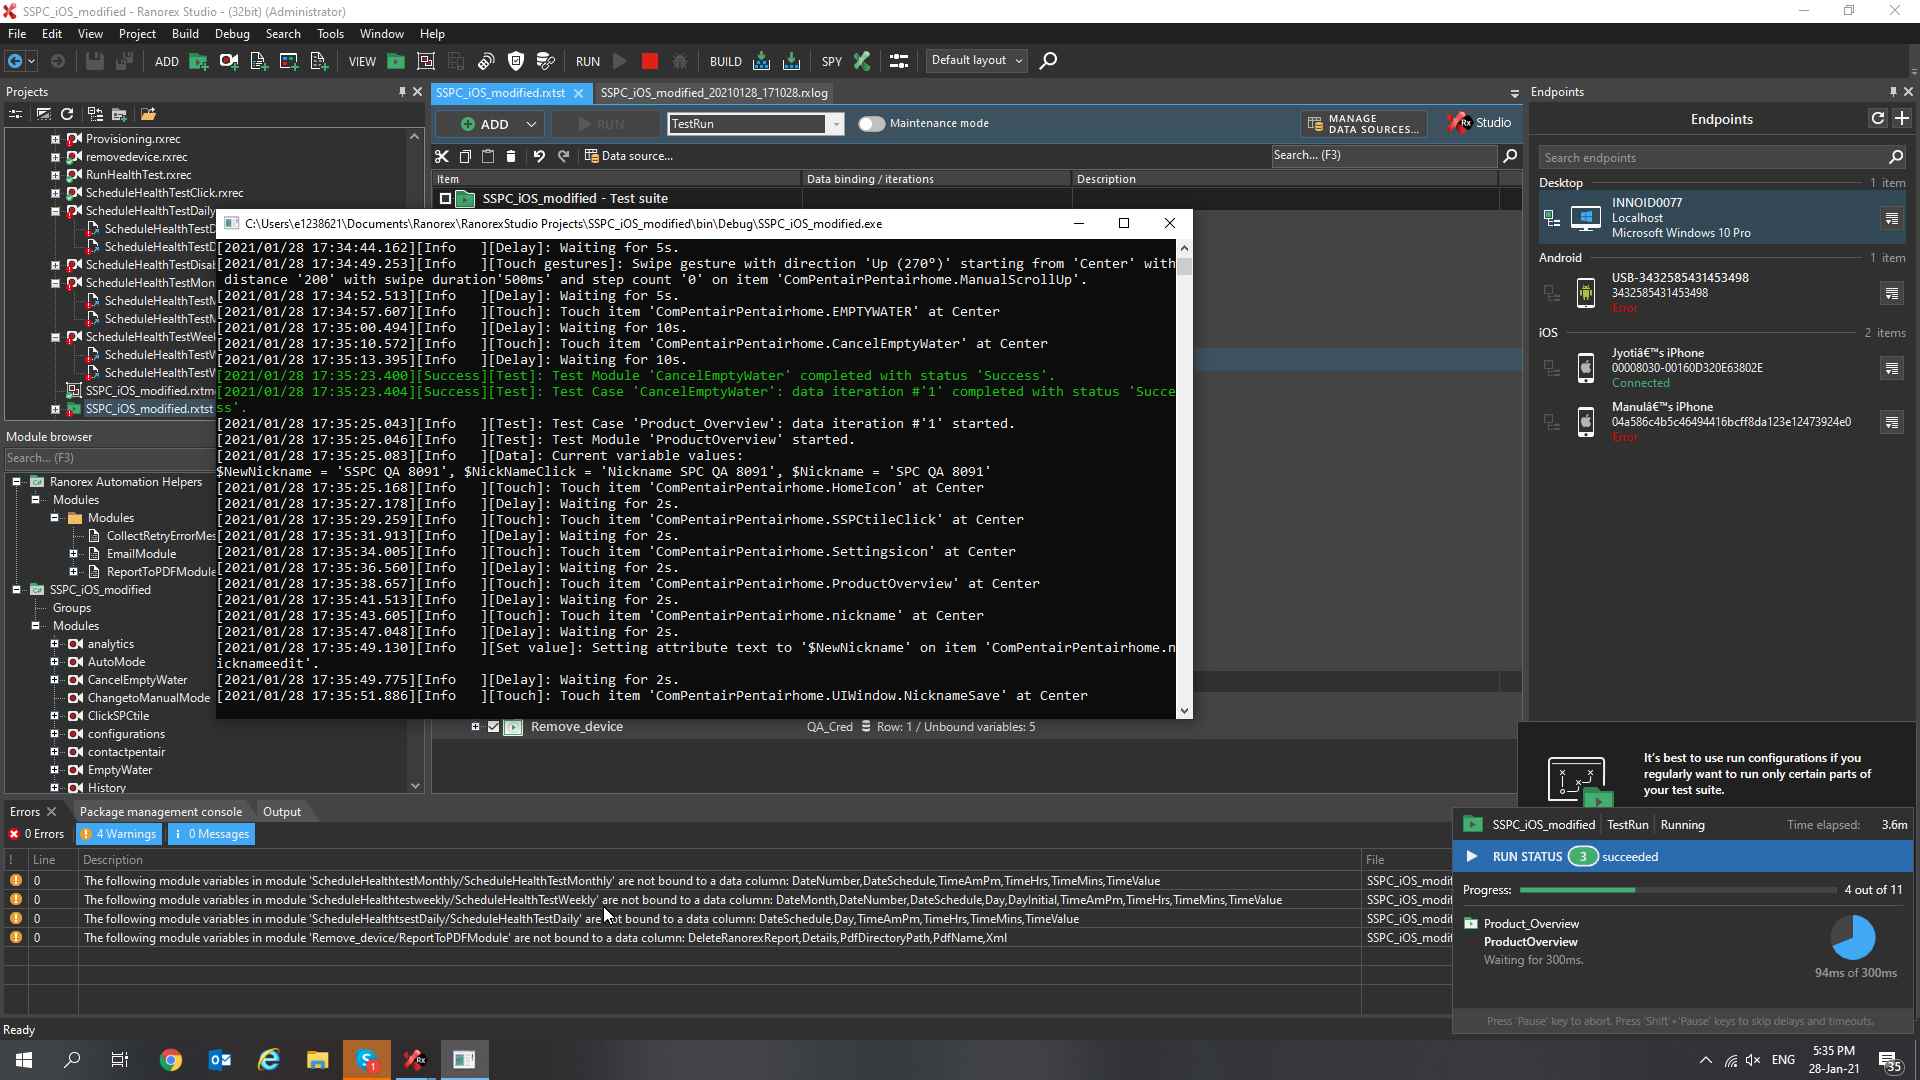 SSPC_iOS_modified - Ranorex Studio - (32bit) (Administrator)
File Edit View Project Build Debug Search Tools Window Help
ADD VIEW RUN BUILD SPY Default layout
Projects
Provisioning.rxrec
removedevice.rxrec
RunHealthTest.rxrec
ScheduleHealthTestClick.rxrec
ScheduleHealthTestDaily
ScheduleHealthTestD
ScheduleHealthTestD
ScheduleHealthTestDisa
ScheduleHealthTestMon
ScheduleHealthTestM
ScheduleHealthTestM
ScheduleHealthTestWee
ScheduleHealthTestW
ScheduleHealthTestW
SSPC_iOS_modified.rxtm
SSPC_iOS_modified.rxtst
Module browser
Search... (F3)
Ranorex Automation Helpers
Modules
Modules
CollectRetryErrorMes
EmailModule
ReportToPDFModule
SSPC_iOS_modified
Groups
Modules
analytics
AutoMode
CancelEmptyWater
ChangetoManualMode
ClickSPCtile
configurations
contactpentair
EmptyWater
History
SSPC_iOS_modified.rxtst SSPC_iOS_modified_20210128_171028.rxlog
ADD RUN TestRun Maintenance mode MANAGE DATA SOURCES... Rx Studio
Data source... Search... (F3)
Item Data binding / iterations Description
SSPC_iOS_modified - Test suite
C:\Users\e1238621\Documents\Ranorex\RanorexStudio Projects\SSPC_iOS_modified\bin\Debug\SSPC_iOS_modified.exe
[2021/01/28 17:34:44.162][Info   ][Delay]: Waiting for 5s.
[2021/01/28 17:34:49.253][Info   ][Touch gestures]: Swipe gesture with direction 'Up (270°)' starting from 'Center' with
 distance '200' with swipe duration'500ms' and step count '0' on item 'ComPentairPentairhome.ManualScrollUp'.
[2021/01/28 17:34:52.513][Info   ][Delay]: Waiting for 5s.
[2021/01/28 17:34:57.607][Info   ][Touch]: Touch item 'ComPentairPentairhome.EMPTYWATER' at Center
[2021/01/28 17:35:00.494][Info   ][Delay]: Waiting for 10s.
[2021/01/28 17:35:10.572][Info   ][Touch]: Touch item 'ComPentairPentairhome.CancelEmptyWater' at Center
[2021/01/28 17:35:13.395][Info   ][Delay]: Waiting for 10s.
[2021/01/28 17:35:23.400][Success][Test]: Test Module 'CancelEmptyWater' completed with status 'Success'.
[2021/01/28 17:35:23.404][Success][Test]: Test Case 'CancelEmptyWater': data iteration #'1' completed with status 'Succe
ss'.
[2021/01/28 17:35:25.043][Info   ][Test]: Test Case 'Product_Overview': data iteration #'1' started.
[2021/01/28 17:35:25.046][Info   ][Test]: Test Module 'ProductOverview' started.
[2021/01/28 17:35:25.083][Info   ][Data]: Current variable values:
$NewNickname = 'SSPC QA 8091', $NickNameClick = 'Nickname SPC QA 8091', $Nickname = 'SPC QA 8091'
[2021/01/28 17:35:25.168][Info   ][Touch]: Touch item 'ComPentairPentairhome.HomeIcon' at Center
[2021/01/28 17:35:27.178][Info   ][Delay]: Waiting for 2s.
[2021/01/28 17:35:29.259][Info   ][Touch]: Touch item 'ComPentairPentairhome.SSPCtileClick' at Center
[2021/01/28 17:35:31.913][Info   ][Delay]: Waiting for 2s.
[2021/01/28 17:35:34.005][Info   ][Touch]: Touch item 'ComPentairPentairhome.Settingsicon' at Center
[2021/01/28 17:35:36.560][Info   ][Delay]: Waiting for 2s.
[2021/01/28 17:35:38.657][Info   ][Touch]: Touch item 'ComPentairPentairhome.ProductOverview' at Center
[2021/01/28 17:35:41.513][Info   ][Delay]: Waiting for 2s.
[2021/01/28 17:35:43.605][Info   ][Touch]: Touch item 'ComPentairPentairhome.nickname' at Center
[2021/01/28 17:35:47.048][Info   ][Delay]: Waiting for 2s.
[2021/01/28 17:35:49.130][Info   ][Set value]: Setting attribute text to '$NewNickname' on item 'ComPentairPentairhome.n
icknameedit'.
[2021/01/28 17:35:49.775][Info   ][Delay]: Waiting for 2s.
[2021/01/28 17:35:51.886][Info   ][Touch]: Touch item 'ComPentairPentairhome.UIWindow.NicknameSave' at Center
Remove_device QA_Cred Row: 1 / Unbound variables: 5
Endpoints
Endpoints
Search endpoints
Desktop 1 item
INNOID0077
Localhost
Microsoft Windows 10 Pro
Android 1 item
USB-3432585431453498
3432585431453498
Error
iOS 2 items
Jyotiâ€™s iPhone
00008030-00160D320E63802E
Connected
Manulâ€™s iPhone
04a586c4b5c46494416bcff8da123e12473924e0
Error
It's best to use run configurations if you
regularly want to run only certain parts of
your test suite.
SSPC_iOS_modified TestRun Running Time elapsed: 3.6m
RUN STATUS 3 succeeded
Progress: 4 out of 11
Product_Overview
ProductOverview
Waiting for 300ms.
94ms of 300ms
Press 'Pause' key to abort. Press 'Shift'+'Pause' keys to skip delays and timeouts.
Errors Package management console Output
0 Errors 4 Warnings 0 Messages
! Line Description File
0 The following module variables in module 'ScheduleHealthtestMonthly/ScheduleHealthTestMonthly' are not bound to a data column: DateNumber,DateSchedule,TimeAmPm,TimeHrs,TimeMins,TimeValue SSPC_iOS_modif
0 The following module variables in module 'ScheduleHealthtestweekly/ScheduleHealthTestWeekly' are not bound to a data column: DateMonth,DateNumber,DateSchedule,Day,DayInitial,TimeAmPm,TimeHrs,TimeMins,TimeValue SSPC_iOS_modif
0 The following module variables in module 'ScheduleHealthtsestDaily/ScheduleHealthTestDaily' are not bound to a data column: DateSchedule,Day,TimeAmPm,TimeHrs,TimeMins,TimeValue SSPC_iOS_modif
0 The following module variables in module 'Remove_device/ReportToPDFModule' are not bound to a data column: DeleteRanorexReport,Details,PdfDirectoryPath,PdfName,Xml SSPC_iOS_modif
Ready
ENG
5:35 PM
28-Jan-21
35